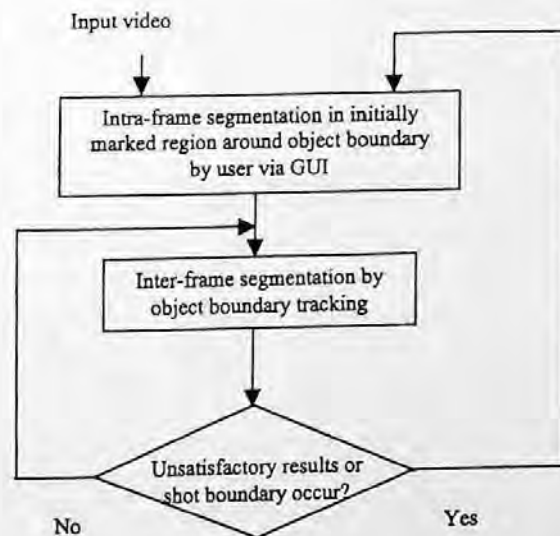 Input video
Intra-frame segmentation in initially
marked region around object boundary
by user via GUI
Inter-frame segmentation by
object boundary tracking
Unsatisfactory results or
shot boundary occur?
No
Yes